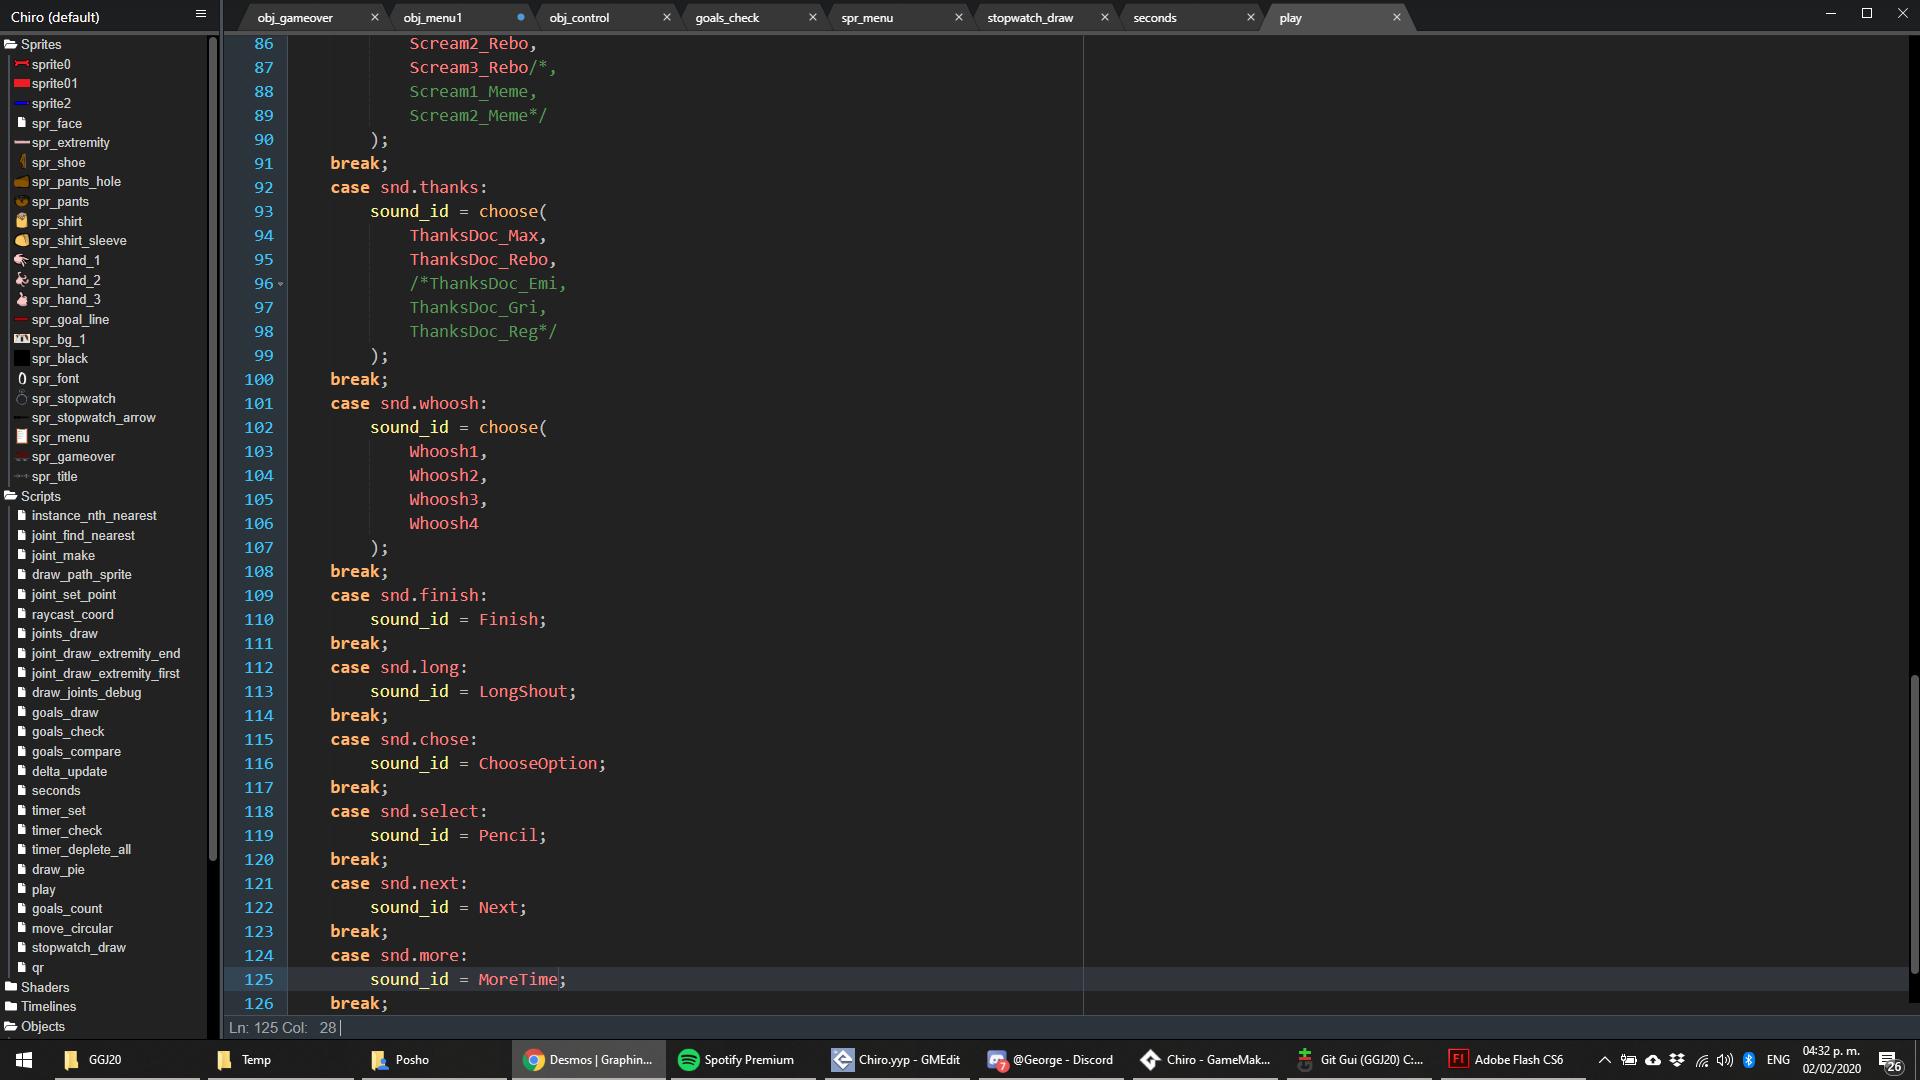 Chiro (default)
obj_gameover
obj_menu1
obj_control
goals_check
spr_menu
stopwatch_draw
seconds
play
Sprites
sprite0
sprite01
sprite2
spr_face
spr_extremity
spr_shoe
spr_pants_hole
spr_pants
spr_shirt
spr_shirt_sleeve
spr_hand_1
spr_hand_2
spr_hand_3
spr_goal_line
spr_bg_1
spr_black
spr_font
spr_stopwatch
spr_stopwatch_arrow
spr_menu
spr_gameover
spr_title
Scripts
instance_nth_nearest
joint_find_nearest
joint_make
draw_path_sprite
joint_set_point
raycast_coord
joints_draw
joint_draw_extremity_end
joint_draw_extremity_first
draw_joints_debug
goals_draw
goals_check
goals_compare
delta_update
seconds
timer_set
timer_check
timer_deplete_all
draw_pie
play
goals_count
move_circular
stopwatch_draw
qr
Shaders
Timelines
Objects
86 Scream2_Rebo,
87 Scream3_Rebo/*,
88 Scream1_Meme,
89 Scream2_Meme*/
90 );
91 break;
92 case snd.thanks:
93 sound_id = choose(
94 ThanksDoc_Max,
95 ThanksDoc_Rebo,
96 /*ThanksDoc_Emi,
97 ThanksDoc_Gri,
98 ThanksDoc_Reg*/
99 );
100 break;
101 case snd.whoosh:
102 sound_id = choose(
103 Whoosh1,
104 Whoosh2,
105 Whoosh3,
106 Whoosh4
107 );
108 break;
109 case snd.finish:
110 sound_id = Finish;
111 break;
112 case snd.long:
113 sound_id = LongShout;
114 break;
115 case snd.chose:
116 sound_id = ChooseOption;
117 break;
118 case snd.select:
119 sound_id = Pencil;
120 break;
121 case snd.next:
122 sound_id = Next;
123 break;
124 case snd.more:
125 sound_id = MoreTime;
126 break;
Ln: 125 Col: 28
GGJ20
Temp
Posho
Desmos | Graphin...
Spotify Premium
Chiro.yyp - GMEdit
7
@George - Discord
Chiro - GameMak...
Git Gui (GGJ20) C:...
Fl
Adobe Flash CS6
ENG
04:32 p. m.
02/02/2020
26